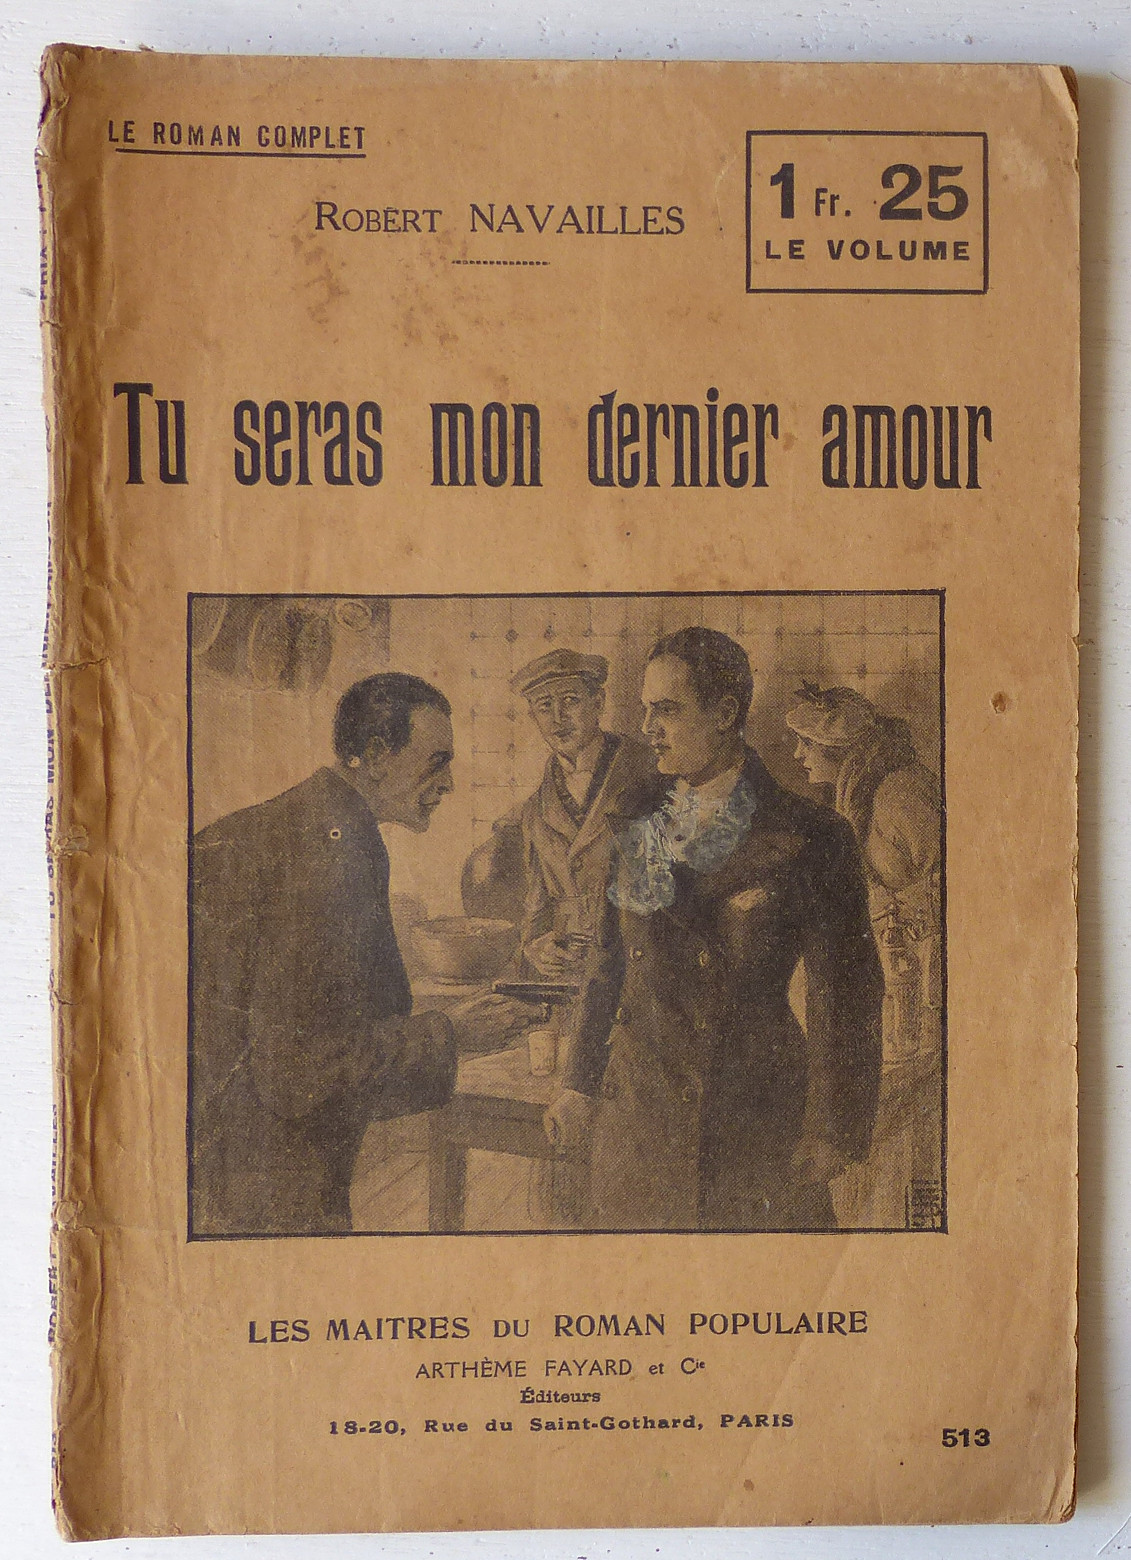 LE ROMAN COMPLET
ROBERT NAVAILLES
1 Fr. 25
LE VOLUME
Tu seras mon dernier amour
LES MAITRES DU ROMAN POPULAIRE
ARTHÈME FAYARD et Cie
Éditeurs
18-20, Rue du Saint-Gothard, PARIS
513